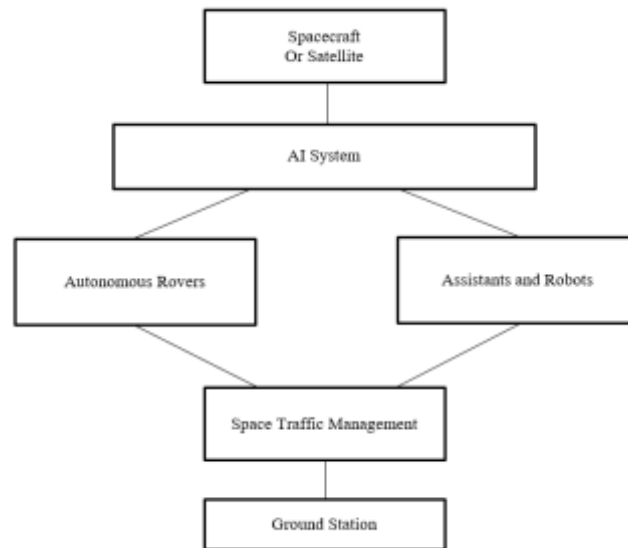 Spacecraft
Or Satellite
AI System
Autonomous Rovers
Assistants and Robots
Space Traffic Management
Ground Station